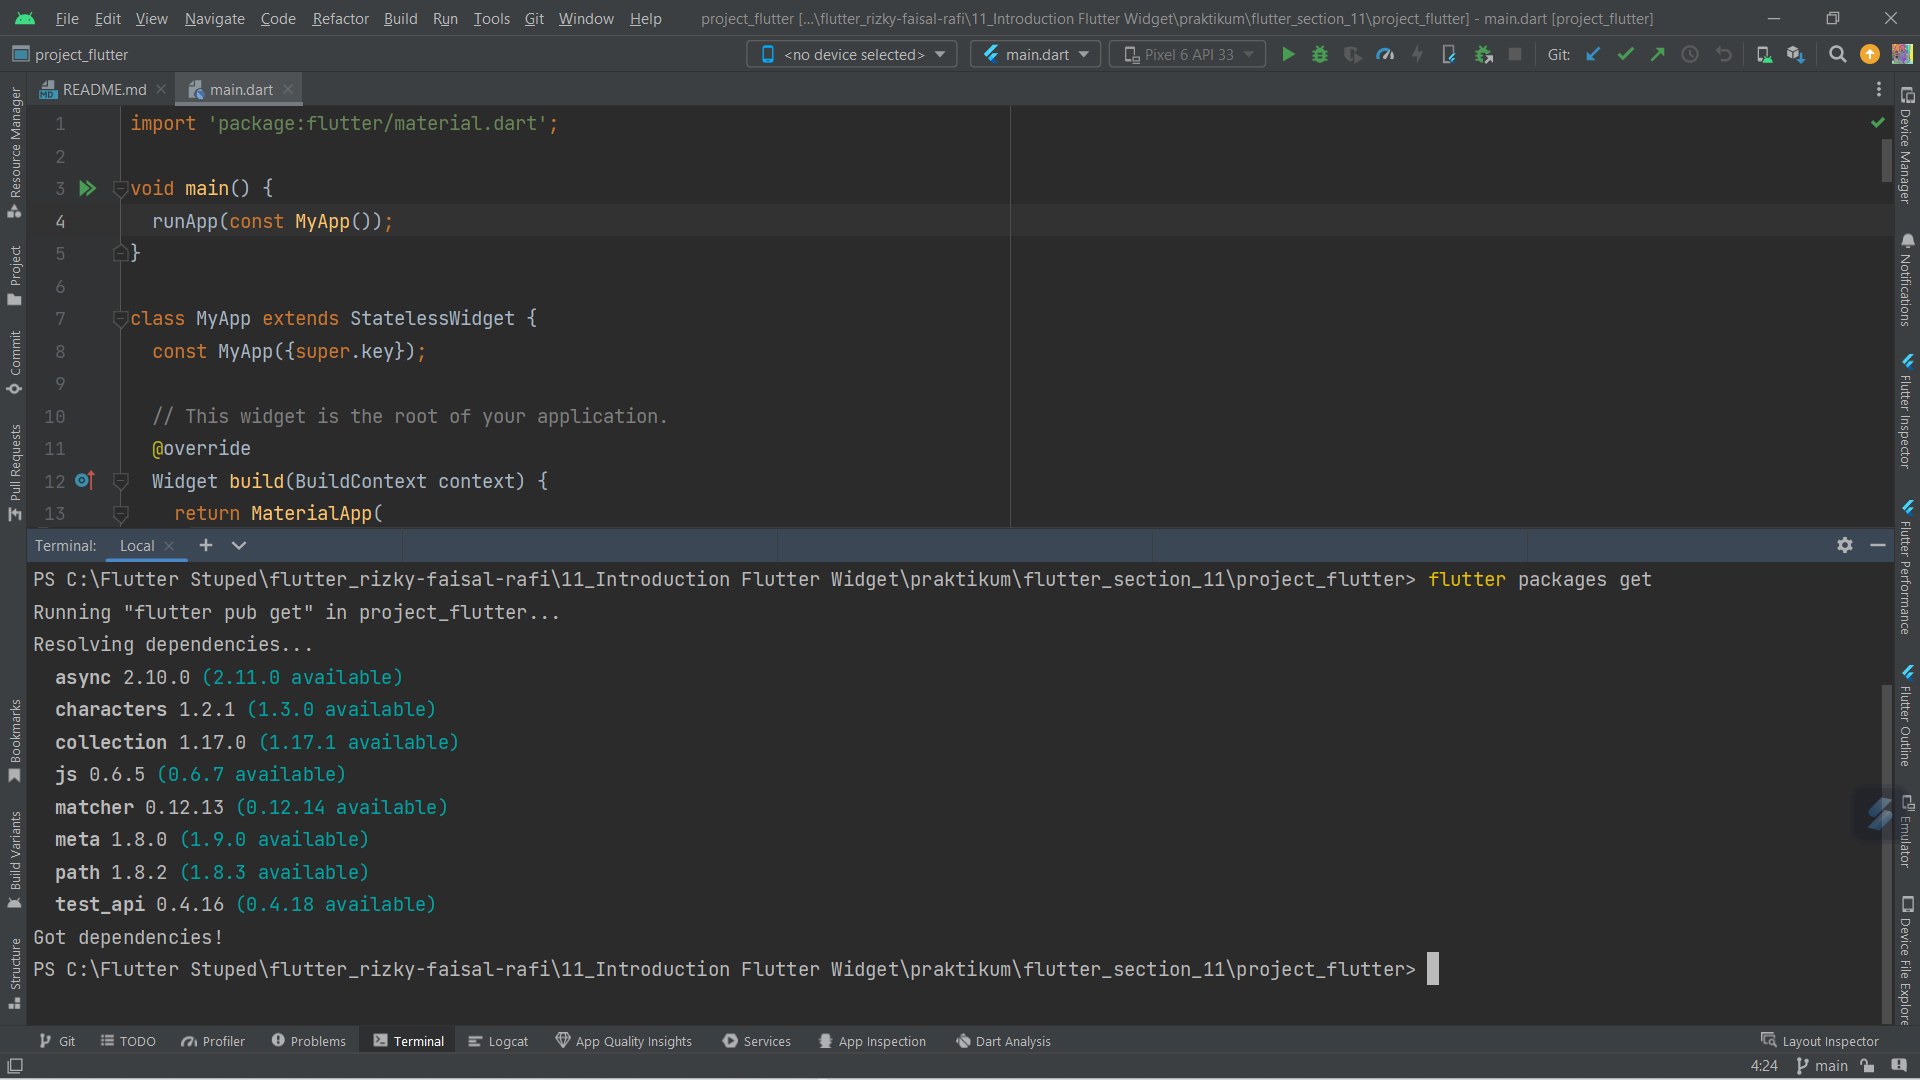 File Edit View Navigate Code Refactor Build Run Tools Git Window Help project_flutter [...\flutter_rizky-faisal-rafi\11_Introduction Flutter Widget\praktikum\flutter_section_11\project_flutter] - main.dart [project_flutter]
project_flutter <no device selected> main.dart Pixel 6 API 33 Git:
README.md main.dart
1 import 'package:flutter/material.dart';
2
3 void main() {
4 runApp(const MyApp());
5 }
6
7 class MyApp extends StatelessWidget {
8 const MyApp({super.key});
9
10 // This widget is the root of your application.
11 @override
12 Widget build(BuildContext context) {
13 return MaterialApp(
Terminal: Local
PS C:\Flutter Stuped\flutter_rizky-faisal-rafi\11_Introduction Flutter Widget\praktikum\flutter_section_11\project_flutter> flutter packages get
Running "flutter pub get" in project_flutter...
Resolving dependencies...
async 2.10.0 (2.11.0 available)
characters 1.2.1 (1.3.0 available)
collection 1.17.0 (1.17.1 available)
js 0.6.5 (0.6.7 available)
matcher 0.12.13 (0.12.14 available)
meta 1.8.0 (1.9.0 available)
path 1.8.2 (1.8.3 available)
test_api 0.4.16 (0.4.18 available)
Got dependencies!
PS C:\Flutter Stuped\flutter_rizky-faisal-rafi\11_Introduction Flutter Widget\praktikum\flutter_section_11\project_flutter>
Resource Manager
Project
Commit
Pull Requests
Bookmarks
Build Variants
Structure
Device Manager
Notifications
Flutter Inspector
Flutter Performance
Flutter Outline
Emulator
Device File Explore
Git TODO Profiler Problems Terminal Logcat App Quality Insights Services App Inspection Dart Analysis Layout Inspector
4:24 main